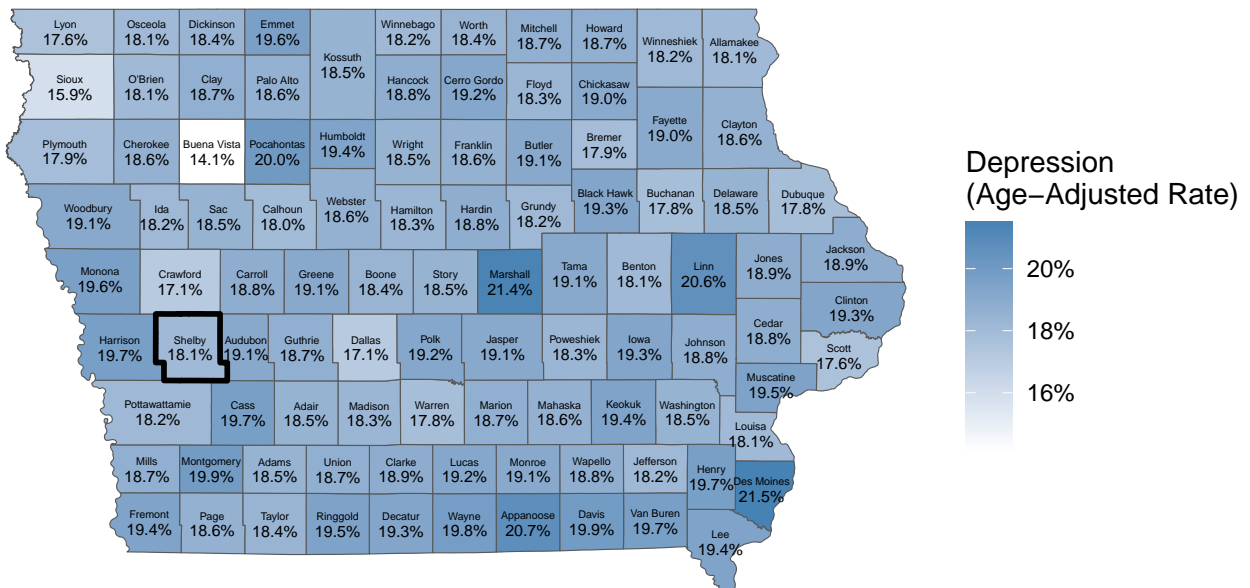 Lyon
17.6%
Osceola
18.1%
Dickinson
18.4%
Emmet
19.6%
Kossuth
18.5%
Winnebago
18.2%
Worth
18.4%
Mitchell
18.7%
Howard
18.7%
Winneshiek
18.2%
Allamakee
18.1%
Sioux
15.9%
O'Brien
18.1%
Clay
18.7%
Palo Alto
18.6%
Hancock
18.8%
Cerro Gordo
19.2%
Floyd
18.3%
Chickasaw
19.0%
Fayette
19.0%
Clayton
18.6%
Plymouth
17.9%
Cherokee
18.6%
Buena Vista
14.1%
Pocahontas
20.0%
Humboldt
19.4%
Wright
18.5%
Franklin
18.6%
Butler
19.1%
Bremer
17.9%
Woodbury
19.1%
Ida
18.2%
Sac
18.5%
Calhoun
18.0%
Webster
18.6%
Hamilton
18.3%
Hardin
18.8%
Grundy
18.2%
Black Hawk
19.3%
Buchanan
17.8%
Delaware
18.5%
Dubuque
17.8%
Monona
19.6%
Crawford
17.1%
Carroll
18.8%
Greene
19.1%
Boone
18.4%
Story
18.5%
Marshall
21.4%
Tama
19.1%
Benton
18.1%
Linn
20.6%
Jones
18.9%
Jackson
18.9%
Clinton
19.3%
Harrison
19.7%
Shelby
18.1%
Audubon
19.1%
Guthrie
18.7%
Dallas
17.1%
Polk
19.2%
Jasper
19.1%
Poweshiek
18.3%
Iowa
19.3%
Johnson
18.8%
Cedar
18.8%
Scott
17.6%
Muscatine
19.5%
Pottawattamie
18.2%
Cass
19.7%
Adair
18.5%
Madison
18.3%
Warren
17.8%
Marion
18.7%
Mahaska
18.6%
Keokuk
19.4%
Washington
18.5%
Louisa
18.1%
Mills
18.7%
Montgomery
19.9%
Adams
18.5%
Union
18.7%
Clarke
18.9%
Lucas
19.2%
Monroe
19.1%
Wapello
18.8%
Jefferson
18.2%
Henry
19.7%
Des Moines
21.5%
Fremont
19.4%
Page
18.6%
Taylor
18.4%
Ringgold
19.5%
Decatur
19.3%
Wayne
19.8%
Appanoose
20.7%
Davis
19.9%
Van Buren
19.7%
Lee
19.4%
Depression
(Age−Adjusted Rate)
20%
18%
16%